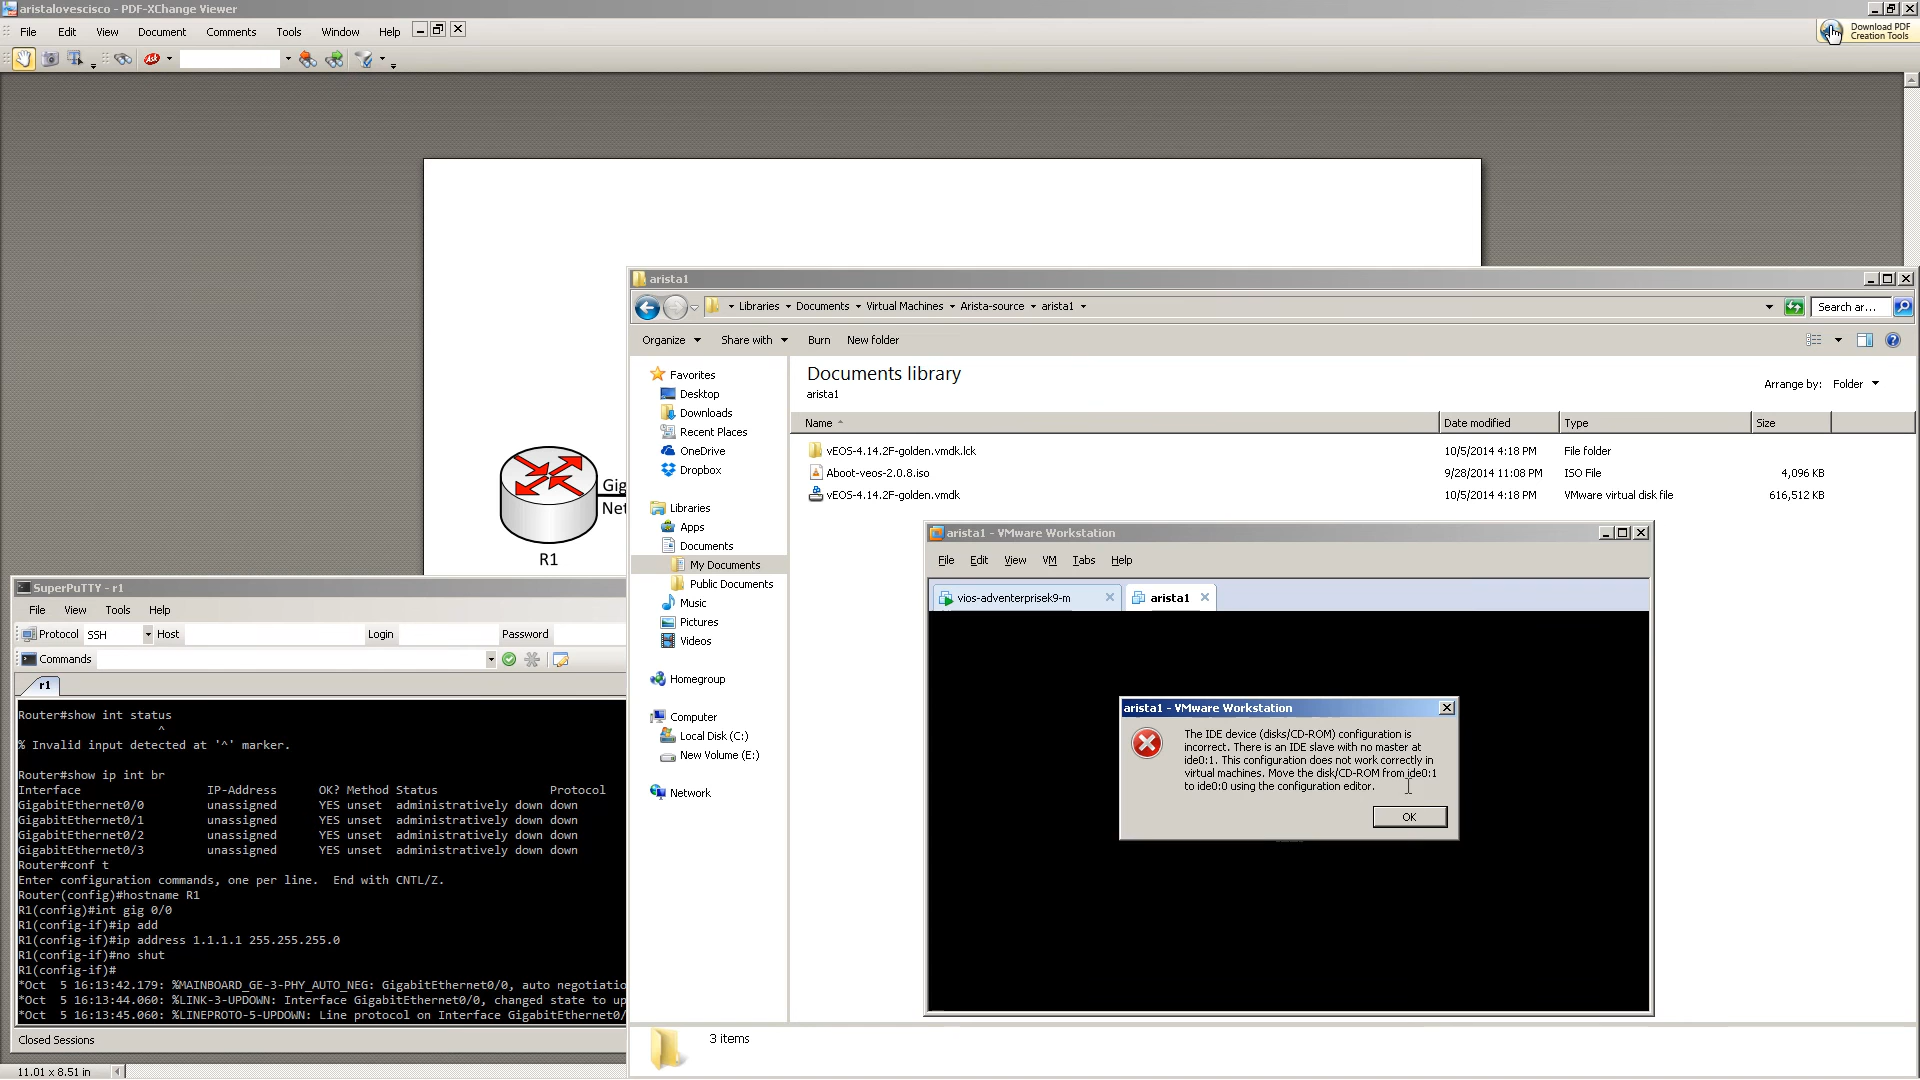 aristalovescisco - PDF-XChange Viewer
File Edit View Document Comments Tools Window Help
Download PDF
Creation Tools
R1
arista1
Libraries Documents Virtual Machines Arista-source arista1
Search ar...
Organize Share with Burn New folder
Favorites
Desktop
Downloads
Recent Places
OneDrive
Dropbox
Libraries
Apps
Documents
My Documents
Public Documents
Music
Pictures
Videos
Homegroup
Computer
Local Disk (C:)
New Volume (E:)
Network
Documents library
arista1
Arrange by: Folder
Name Date modified Type Size
vEOS-4.14.2F-golden.vmdk.lck 10/5/2014 4:18 PM File folder
Aboot-veos-2.0.8.iso 9/28/2014 11:08 PM ISO File 4,096 KB
vEOS-4.14.2F-golden.vmdk 10/5/2014 4:18 PM VMware virtual disk file 616,512 KB
3 items
arista1 - VMware Workstation
File Edit View VM Tabs Help
vios-adventerprisek9-m arista1
arista1 - VMware Workstation
The IDE device (disks/CD-ROM) configuration is
incorrect. There is an IDE slave with no master at
ide0:1. This configuration does not work correctly in
virtual machines. Move the disk/CD-ROM from ide0:1
to ide0:0 using the configuration editor.
OK
SuperPuTTY - r1
File View Tools Help
Protocol SSH Host Login Password
Commands
r1
Router#show int status
^
% Invalid input detected at '^' marker.
Router#show ip int br
Interface IP-Address OK? Method Status Protocol
GigabitEthernet0/0 unassigned YES unset administratively down down
GigabitEthernet0/1 unassigned YES unset administratively down down
GigabitEthernet0/2 unassigned YES unset administratively down down
GigabitEthernet0/3 unassigned YES unset administratively down down
Router#conf t
Enter configuration commands, one per line. End with CNTL/Z.
Router(config)#hostname R1
R1(config)#int gig 0/0
R1(config-if)#ip add
R1(config-if)#ip address 1.1.1.1 255.255.255.0
R1(config-if)#no shut
R1(config-if)#
*Oct 5 16:13:42.179: %MAINBOARD_GE-3-PHY_AUTO_NEG: GigabitEthernet0/0, auto negotiatio
*Oct 5 16:13:44.060: %LINK-3-UPDOWN: Interface GigabitEthernet0/0, changed state to up
*Oct 5 16:13:45.060: %LINEPROTO-5-UPDOWN: Line protocol on Interface GigabitEthernet0/
Closed Sessions
11.01 x 8.51 in